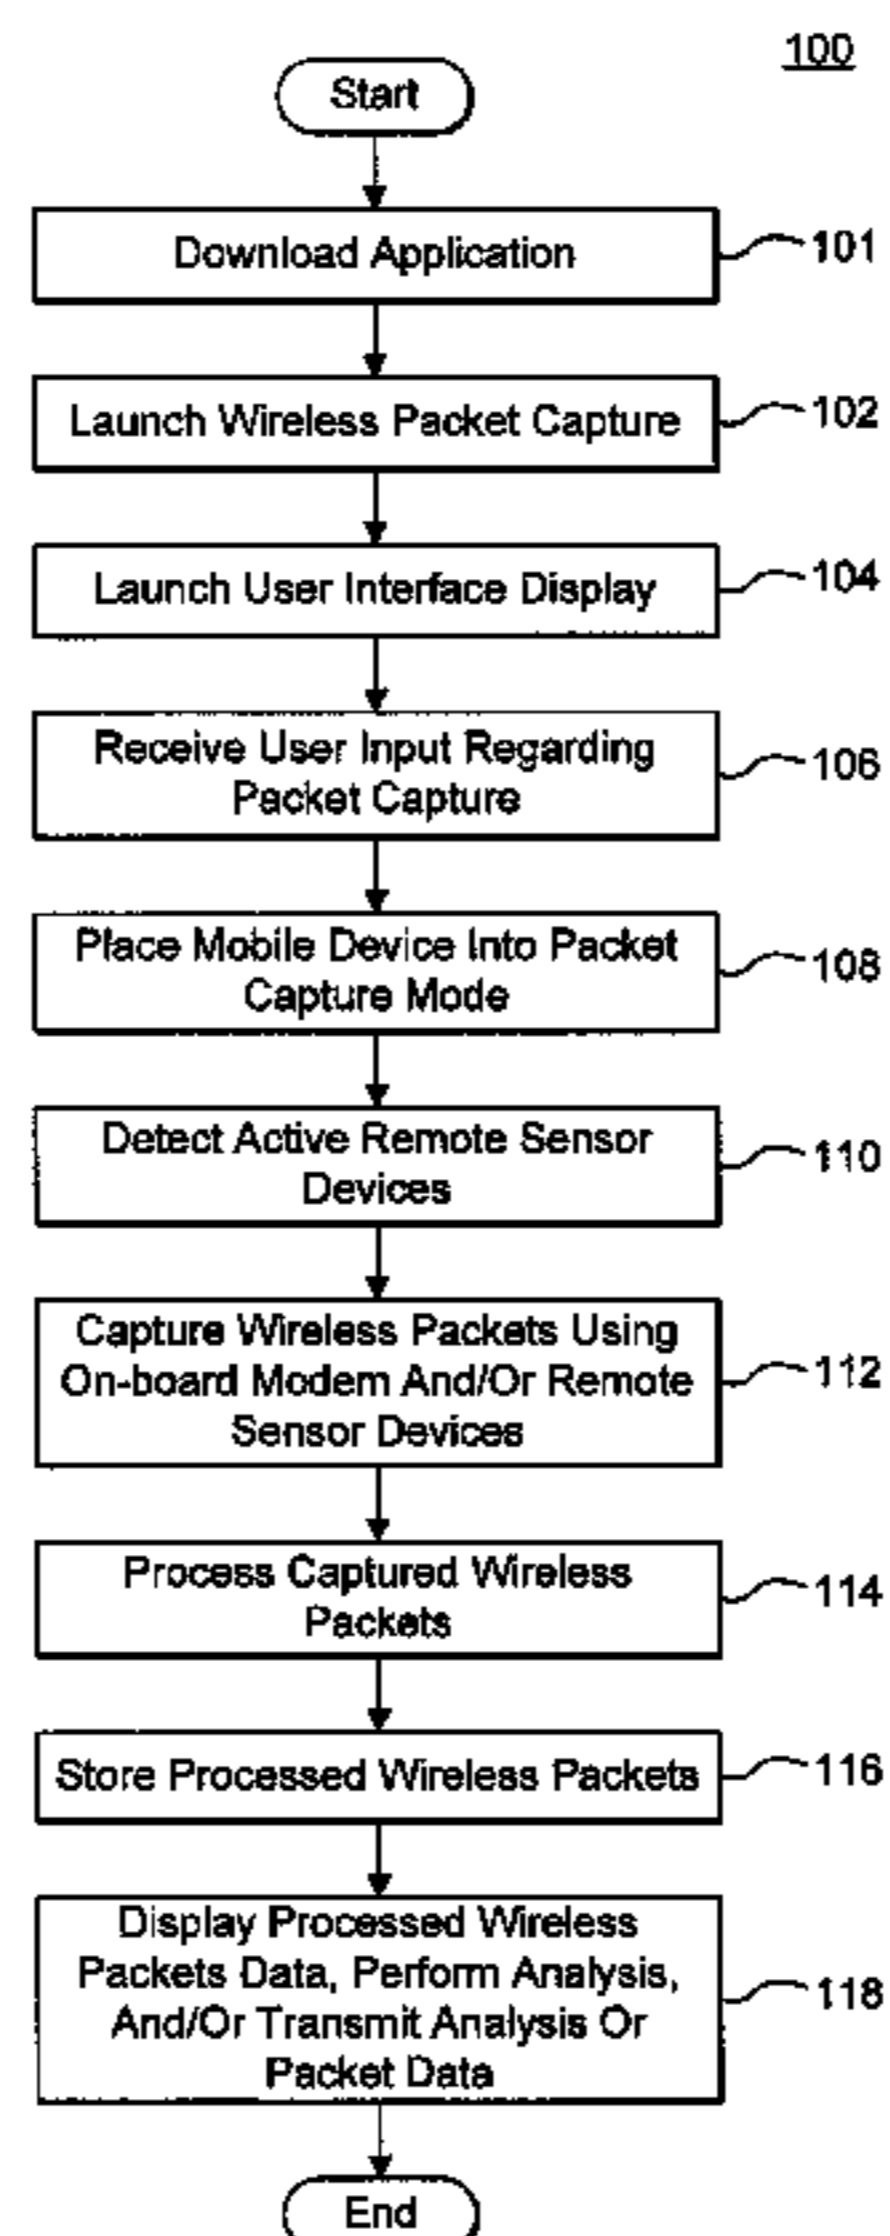 100
Start
Download Application
101
Launch Wireless Packet Capture
102
Launch User Interface Display
104
Receive User Input Regarding
Packet Capture
106
Place Mobile Device Into Packet
Capture Mode
108
Detect Active Remote Sensor
Devices
110
Capture Wireless Packets Using
On-board Modem And/Or Remote
Sensor Devices
112
Process Captured Wireless
Packets
114
Store Processed Wireless Packets
116
Display Processed Wireless
Packets Data, Perform Analysis,
And/Or Transmit Analysis Or
Packet Data
118
End